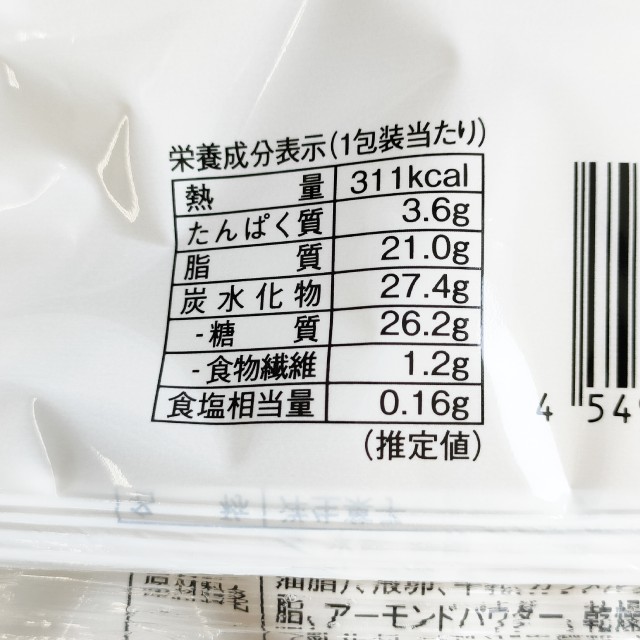 栄養成分表示(1包装当たり)
熱量 311kcal
たんぱく質 3.6g
脂質 21.0g
炭水化物 27.4g
-糖質 26.2g
-食物繊維 1.2g
食塩相当量 0.16g
(推定値)
4 54
脂、アーモンドパウダー、乾燥